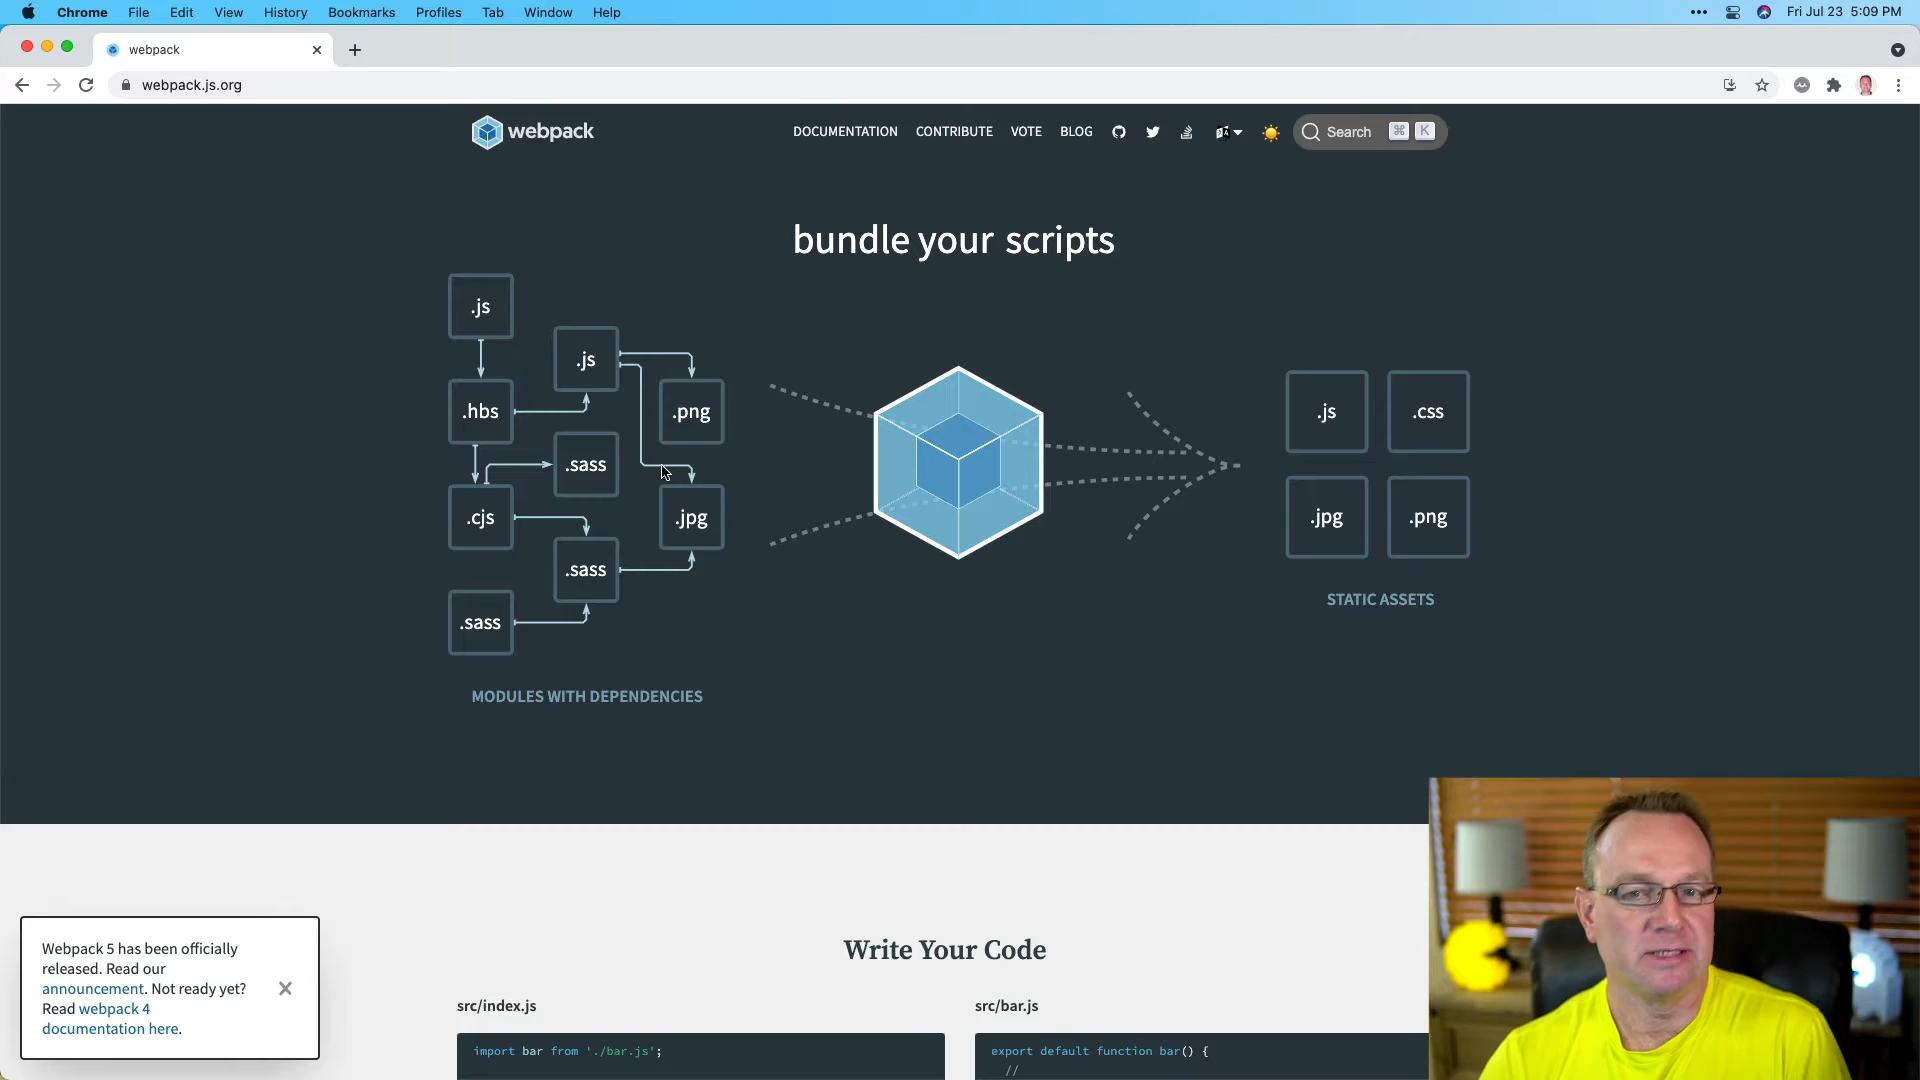 Chrome File Edit View History Bookmarks Profiles Tab Window Help
Fri Jul 23 5:09 PM
webpack
webpack.js.org
webpack
DOCUMENTATION CONTRIBUTE VOTE BLOG
Search ⌘ K
bundle your scripts
.js
.js
.hbs
.png
.sass
.cjs
.jpg
.sass
.sass
MODULES WITH DEPENDENCIES
.js .css
.jpg .png
STATIC ASSETS
Webpack 5 has been officially
released. Read our
announcement. Not ready yet?
Read webpack 4
documentation here.
Write Your Code
src/index.js
import bar from './bar.js';
src/bar.js
export default function bar() {
//